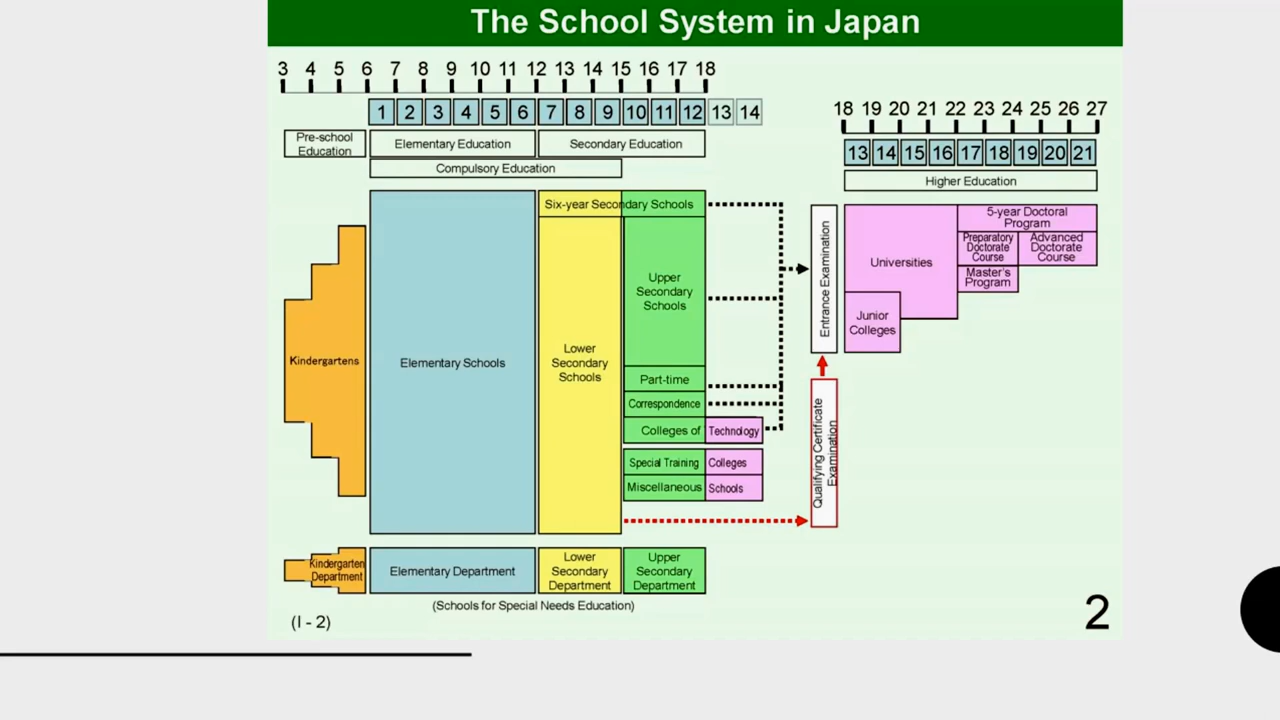 The School System in Japan
3 4 5 6 7 8 9 10 11 12 13 14 15 16 17 18
1 2 3 4 5 6 7 8 9 10 11 12 13 14
18 19 20 21 22 23 24 25 26 27
13 14 15 16 17 18 19 20 21
Pre-school
Education
Elementary Education
Secondary Education
Compulsory Education
Higher Education
Six-year Secondary Schools
Kindergartens
Elementary Schools
Lower
Secondary
Schools
Upper
Secondary
Schools
Part-time
Correspondence
Colleges of Technology
Special Training Colleges
Miscellaneous Schools
Entrance Examination
Qualifying Certificate
Examination
Universities
Junior
Colleges
5-year Doctoral
Program
Preparatory
Doctorate
Course
Advanced
Doctorate
Course
Master's
Program
Kindergarten
Department
Elementary Department
Lower
Secondary
Department
Upper
Secondary
Department
(Schools for Special Needs Education)
(I - 2)
2